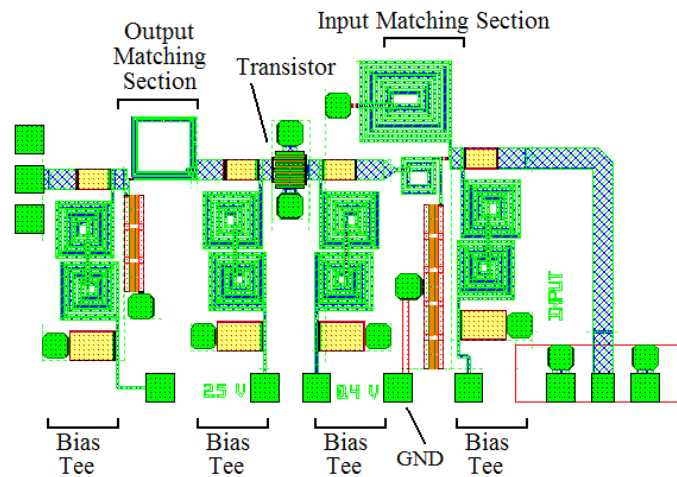 Input Matching Section
Output
Matching
Section
Transistor
INPUT
2.5 V
0.4 V
Bias
Tee
Bias
Tee
Bias
Tee
GND
Bias
Tee